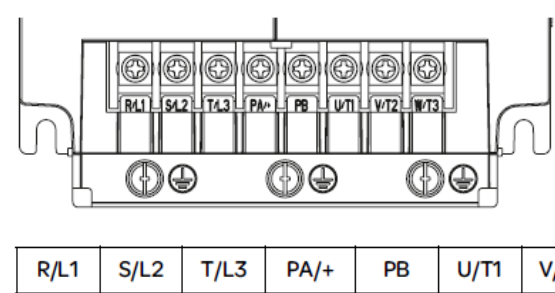 R/L1 S/L2 T/L3 PA/+ PB U/T1 V/T2 W/T3
R/L1 S/L2 T/L3 PA/+ PB U/T1 V/